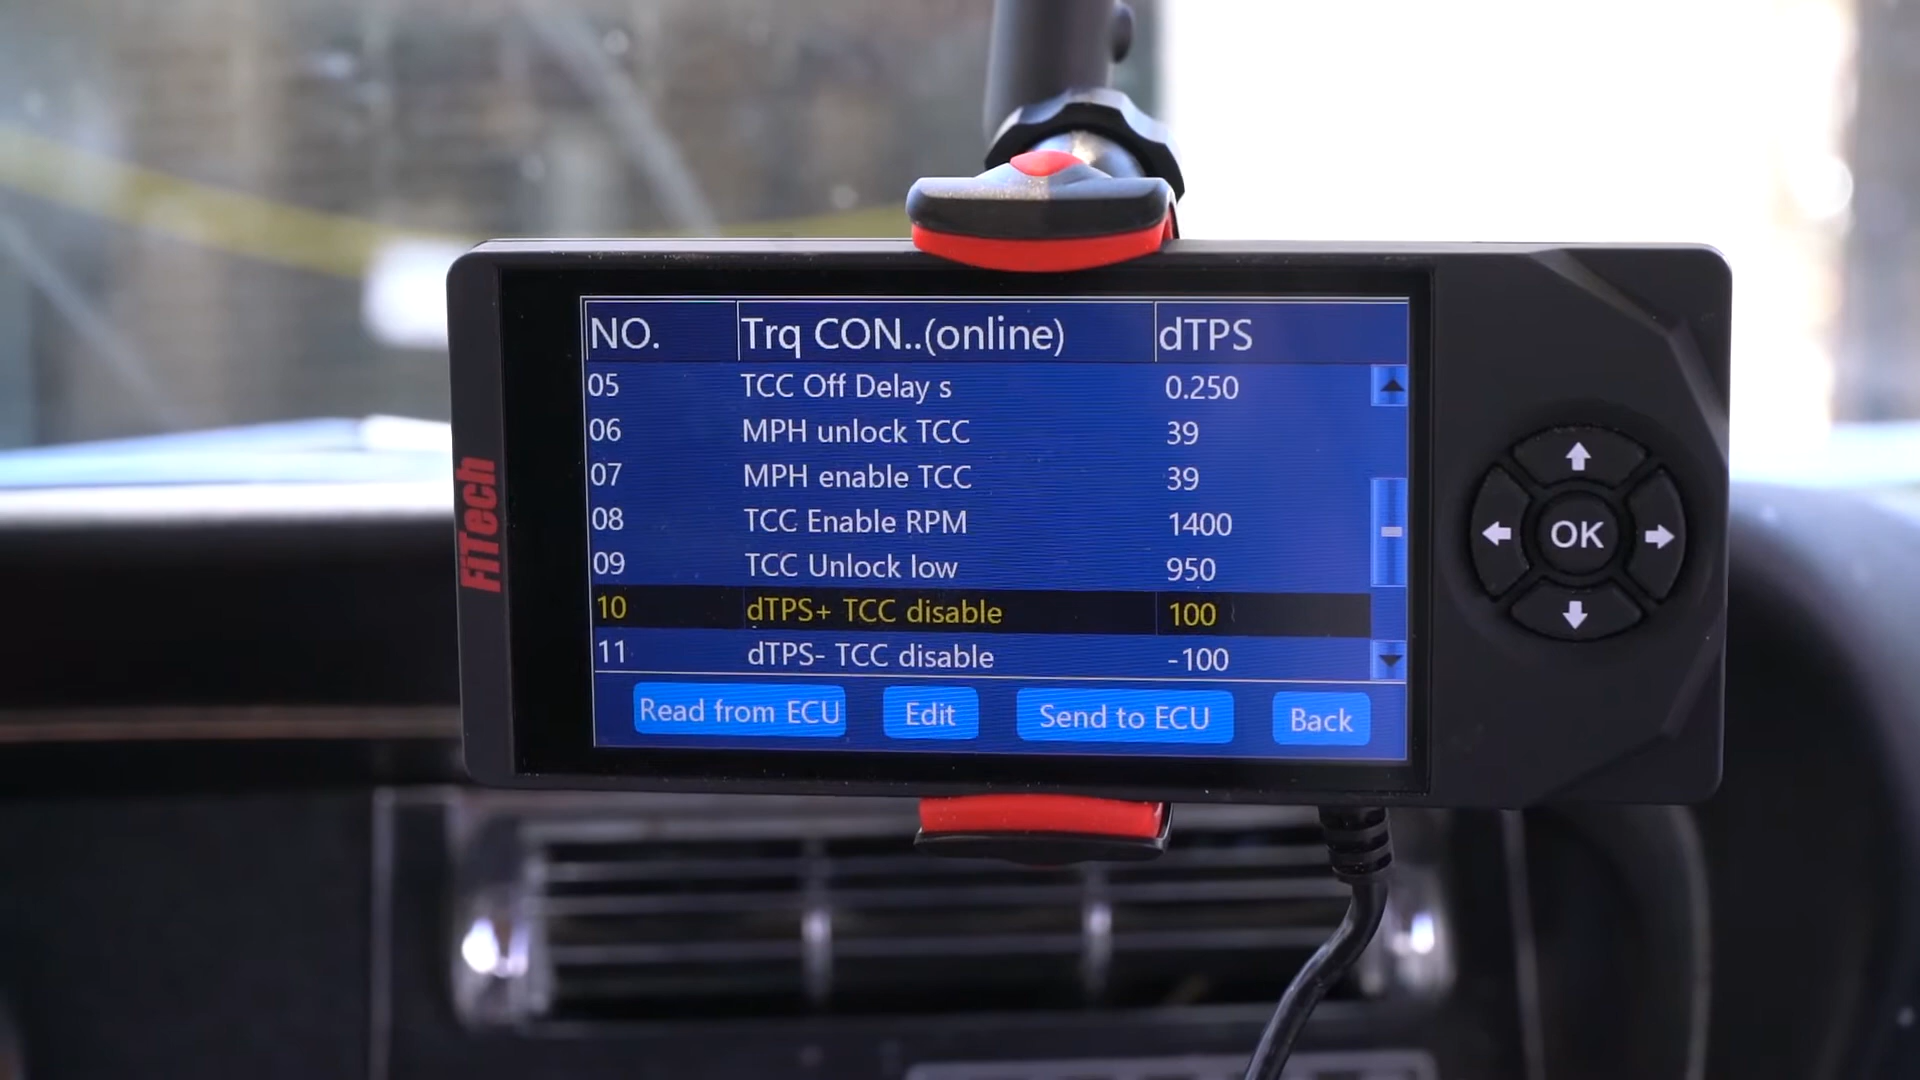 NO. Trq CON..(online) dTPS
05 TCC Off Delay s 0.250
06 MPH unlock TCC 39
07 MPH enable TCC 39
08 TCC Enable RPM 1400
09 TCC Unlock low 950
10 dTPS+ TCC disable 100
11 dTPS- TCC disable -100
Read from ECU Edit Send to ECU Back
FiTech
OK